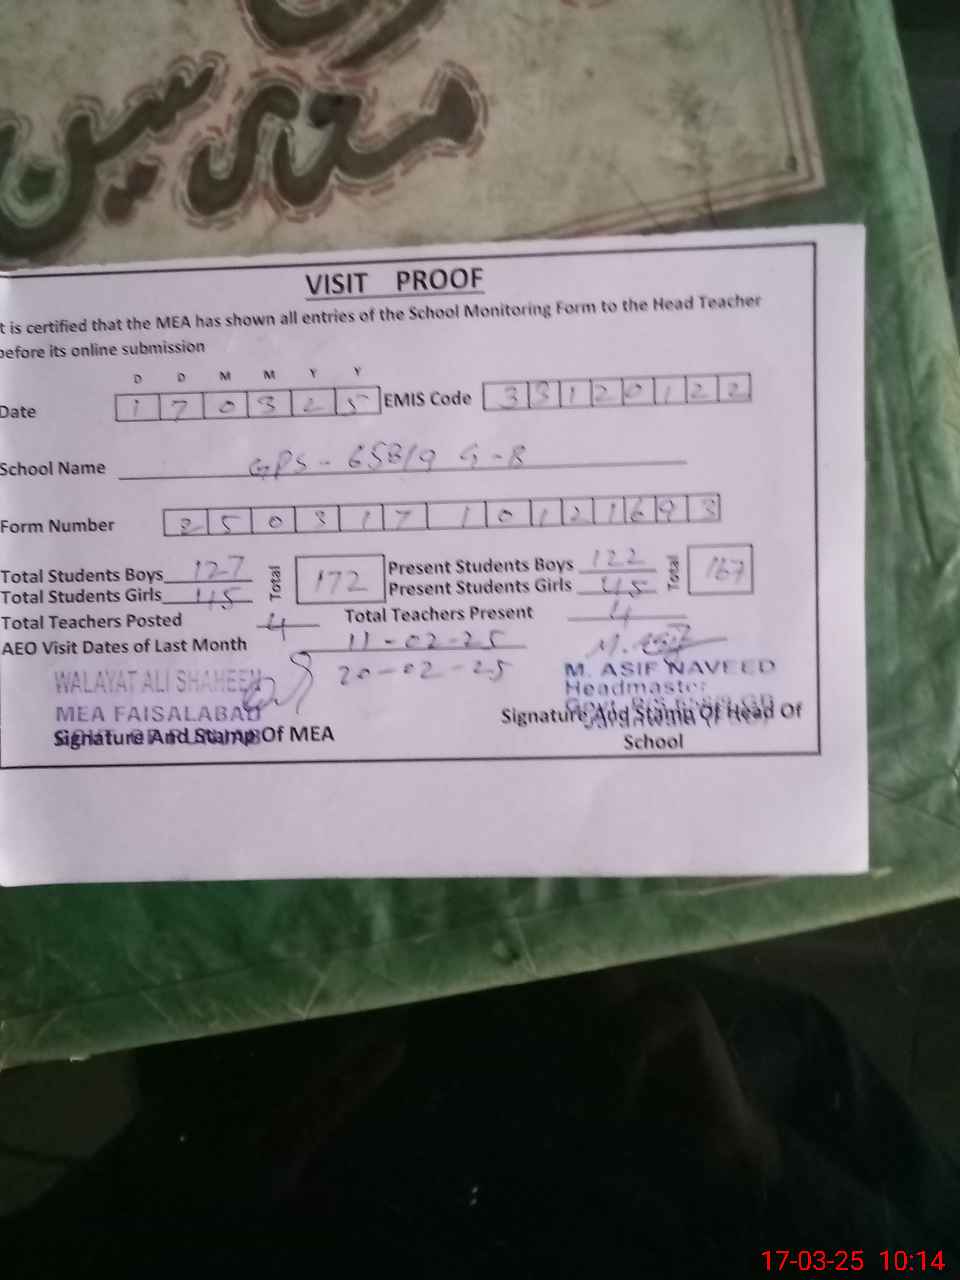 متدیسین
VISIT PROOF
t is certified that the MEA has shown all entries of the School Monitoring Form to the Head Teacher
before its online submission
D D M M Y Y
Date 1 7 0 3 2 5 EMIS Code 3 3 1 2 0 1 2 2
School Name GPS - 658/9 G-B
Form Number 2 5 0 3 1 7 1 0 1 2 1 6 9 3
Total Students Boys 127 Total 172 Present Students Boys 122 Total 167
Total Students Girls 45 Present Students Girls 45
Total Teachers Posted 4 Total Teachers Present 4
AEO Visit Dates of Last Month 11-02-25
20-02-25
WALAYAT ALI SHAHEEN
MEA FAISALABAD
Signature And Stamp Of MEA
M. Asif
M. ASIF NAVEED
Headmaster
Signature And Stamp Of Head Of
School
17-03-25 10:14